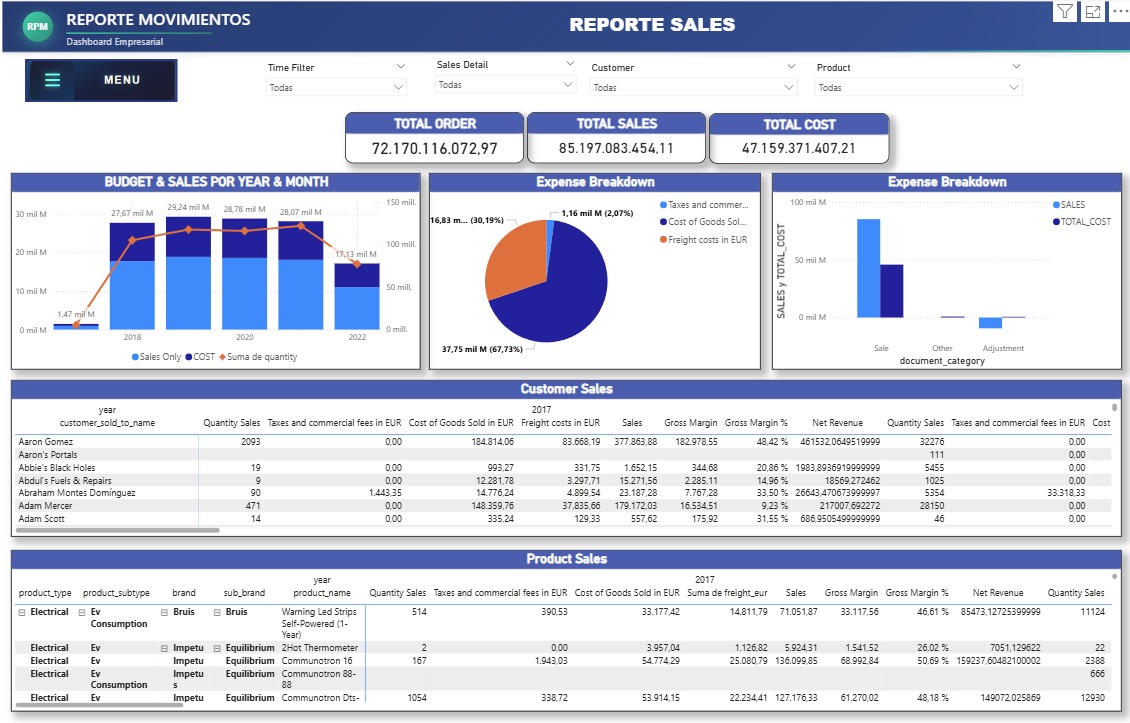 RPM
REPORTE MOVIMIENTOS
Dashboard Empresarial
REPORTE SALES
MENU
Time Filter
Todas
Sales Detail
Todas
Customer
Todas
Product
Todas
TOTAL ORDER
72.170.116.072,97
TOTAL SALES
85.197.083.454,11
TOTAL COST
47.159.371.407,21
BUDGET & SALES POR YEAR & MONTH
30 mil M
20 mil M
10 mil M
0 mil M
1,47 mil M
27,67 mil M
29,24 mil M
28,78 mil M
28,07 mil M
17,13 mil M
150 mill.
100 mill.
50 mill.
0 mill.
2018 2020 2022
Sales Only COST Suma de quantity
Expense Breakdown
16,83 m... (30,19%)
1,16 mil M (2,07%)
37,75 mil M (67,73%)
Taxes and commer...
Cost of Goods Sol...
Freight costs in EUR
Expense Breakdown
SALES y TOTAL_COST
100 mil M
50 mil M
0 mil M
Sale Other Adjustment
document_category
SALES
TOTAL_COST
Customer Sales
year 2017
customer_sold_to_name Quantity Sales Taxes and commercial fees in EUR Cost of Goods Sold in EUR Freight costs in EUR Sales Gross Margin Gross Margin % Net Revenue Quantity Sales Taxes and commercial fees in EUR Cost
Aaron Gomez 2093 0,00 184.814,06 83.668,19 377.863,88 182.978,55 48,42 % 461532,0649519999 32276 0,00
Aaron's Portals 111 0,00
Abbie's Black Holes 19 0,00 993,27 331,75 1.652,15 344,68 20,86 % 1983,8936919999999 5455 0,00
Abdul's Fuels & Repairs 9 0,00 12.281,78 3.297,71 15.271,56 2.285,11 14,96 % 18569,272462 1025 0,00
Abraham Montes Domínguez 90 1.443,35 14.776,24 4.899,54 23.187,28 7.767,28 33,50 % 26643,470673999997 5354 33.318,33
Adam Mercer 471 0,00 148.359,76 37.835,66 179.172,03 16.534,51 9,23 % 217007,692272 28150 0,00
Adam Scott 14 0,00 335,24 129,33 557,62 175,92 31,55 % 686,9505499999999 46 0,00
Product Sales
year 2017
product_type product_subtype brand sub_brand product_name Quantity Sales Taxes and commercial fees in EUR Cost of Goods Sold in EUR Suma de freight_eur Sales Gross Margin Gross Margin % Net Revenue Quantity Sales
Electrical Ev Bruis Bruis Warning Led Strips 514 390,53 33.177,42 14.811,79 71.051,87 33.117,56 46,61 % 85473,12725399999 11124
Consumption Self-Powered (1-
Year)
Electrical Ev Impetu Equilibrium 2Hot Thermometer 2 0,00 3.957,04 1.126,82 5.924,31 1.541,52 26,02 % 7051,129622 22
Electrical Ev Impetu Equilibrium Communotron 16 167 1.943,03 54.774,29 25.080,79 136.099,85 68.992,84 50,69 % 159237,60482100002 2388
Electrical Ev Impetu Equilibrium Communotron 88- 666
Consumption s 88
Electrical Ev Impetu Equilibrium Communotron Dts- 1054 338,72 53.914,15 22.234,41 127.176,33 61.270,02 48,18 % 149072,025869 12930